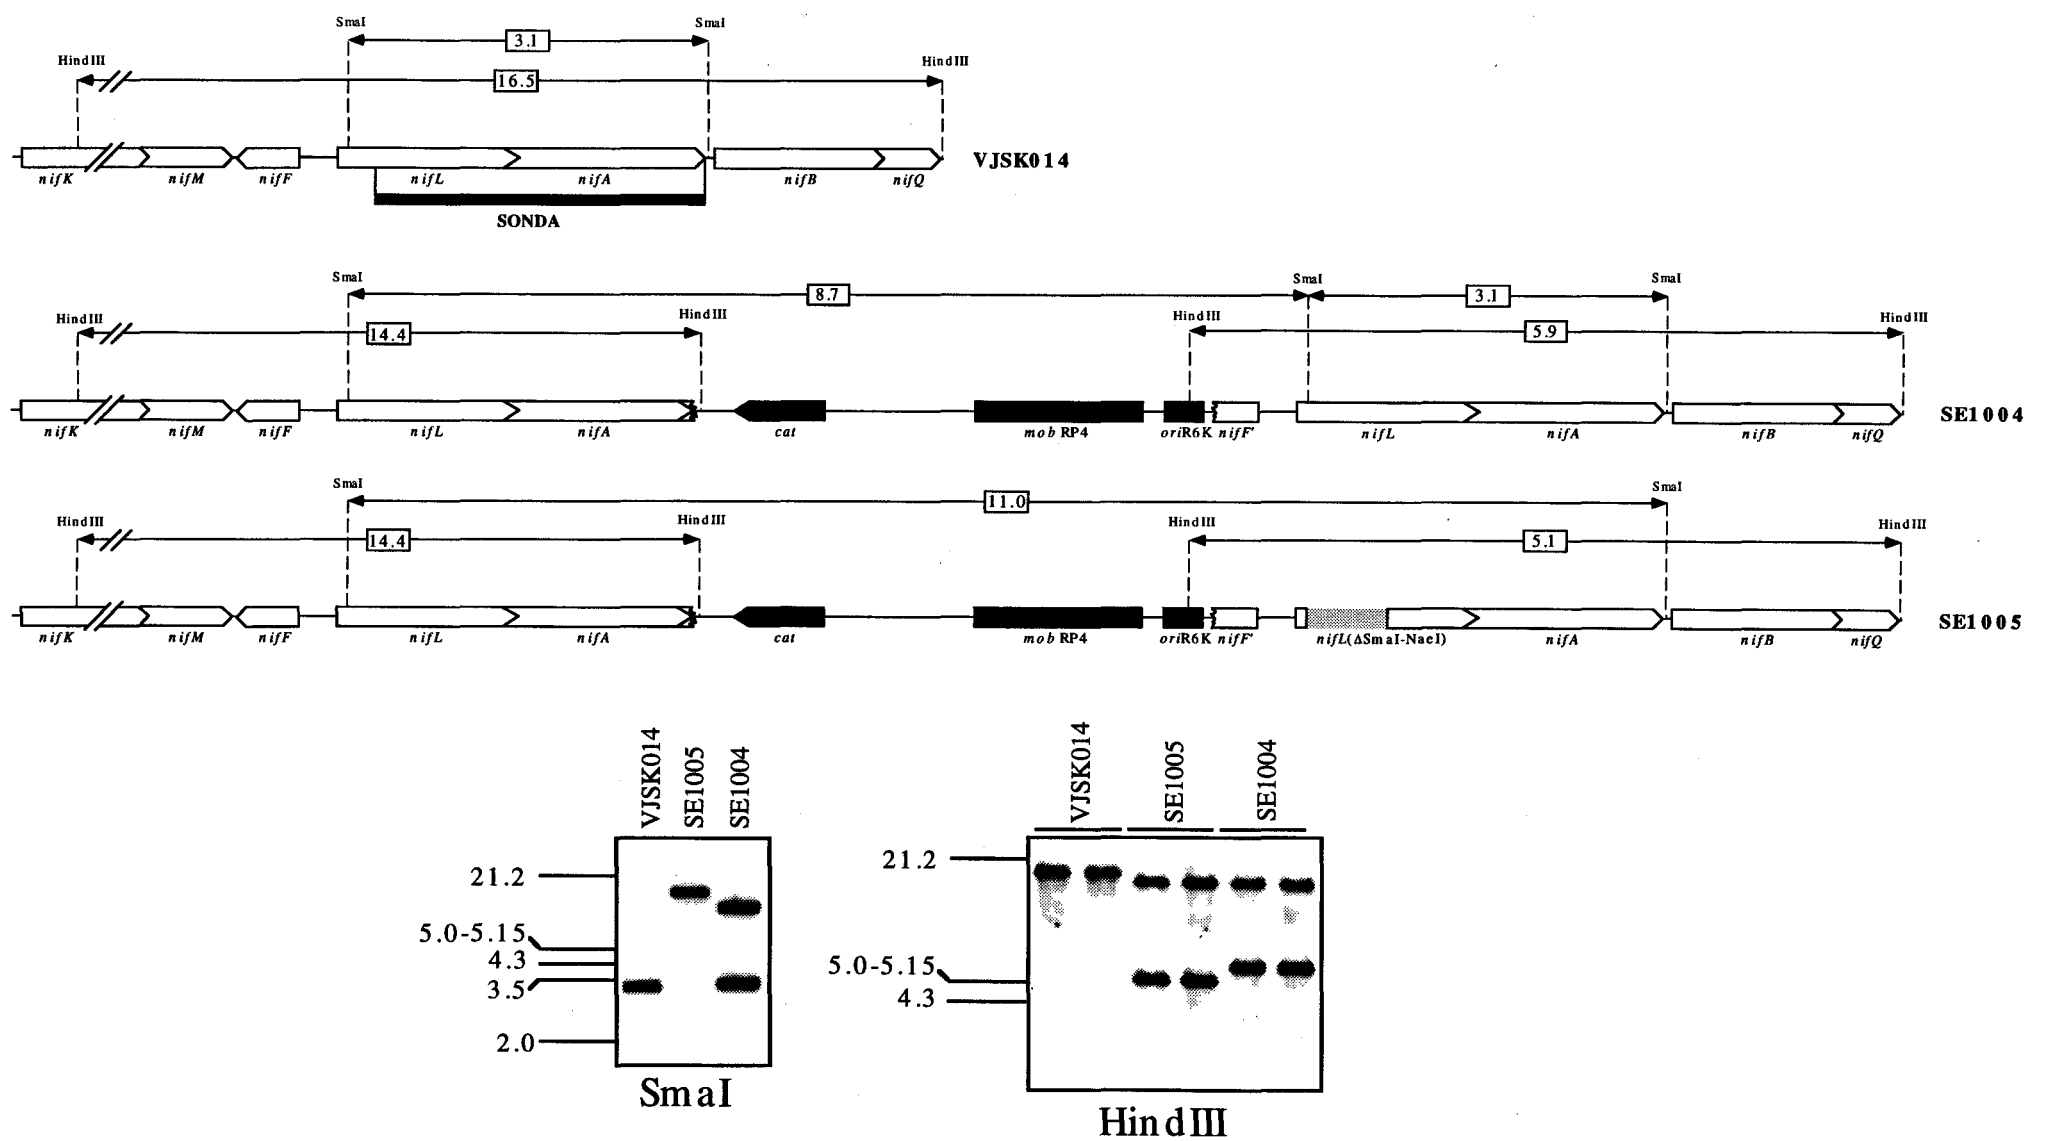 SmaI SmaI
3.1
HindIII HindIII
16.5
VJSK014
nifK nifM nifF nifL nifA nifB nifQ
SONDA
SmaI SmaI SmaI
8.7 3.1
HindIII HindIII HindIII HindIII
14.4 5.9
SE1004
nifK nifM nifF nifL nifA cat mob RP4 oriR6K nifF' nifL nifA nifB nifQ
SmaI SmaI
11.0
HindIII HindIII HindIII HindIII
14.4 5.1
SE1005
nifK nifM nifF nifL nifA cat mob RP4 oriR6K nifF' nifL(ΔSmaI-NaeI) nifA nifB nifQ
VJSK014 SE1005 SE1004
21.2
5.0-5.15
4.3
3.5
2.0
SmaI
VJSK014 SE1005 SE1004
21.2
5.0-5.15
4.3
HindIII